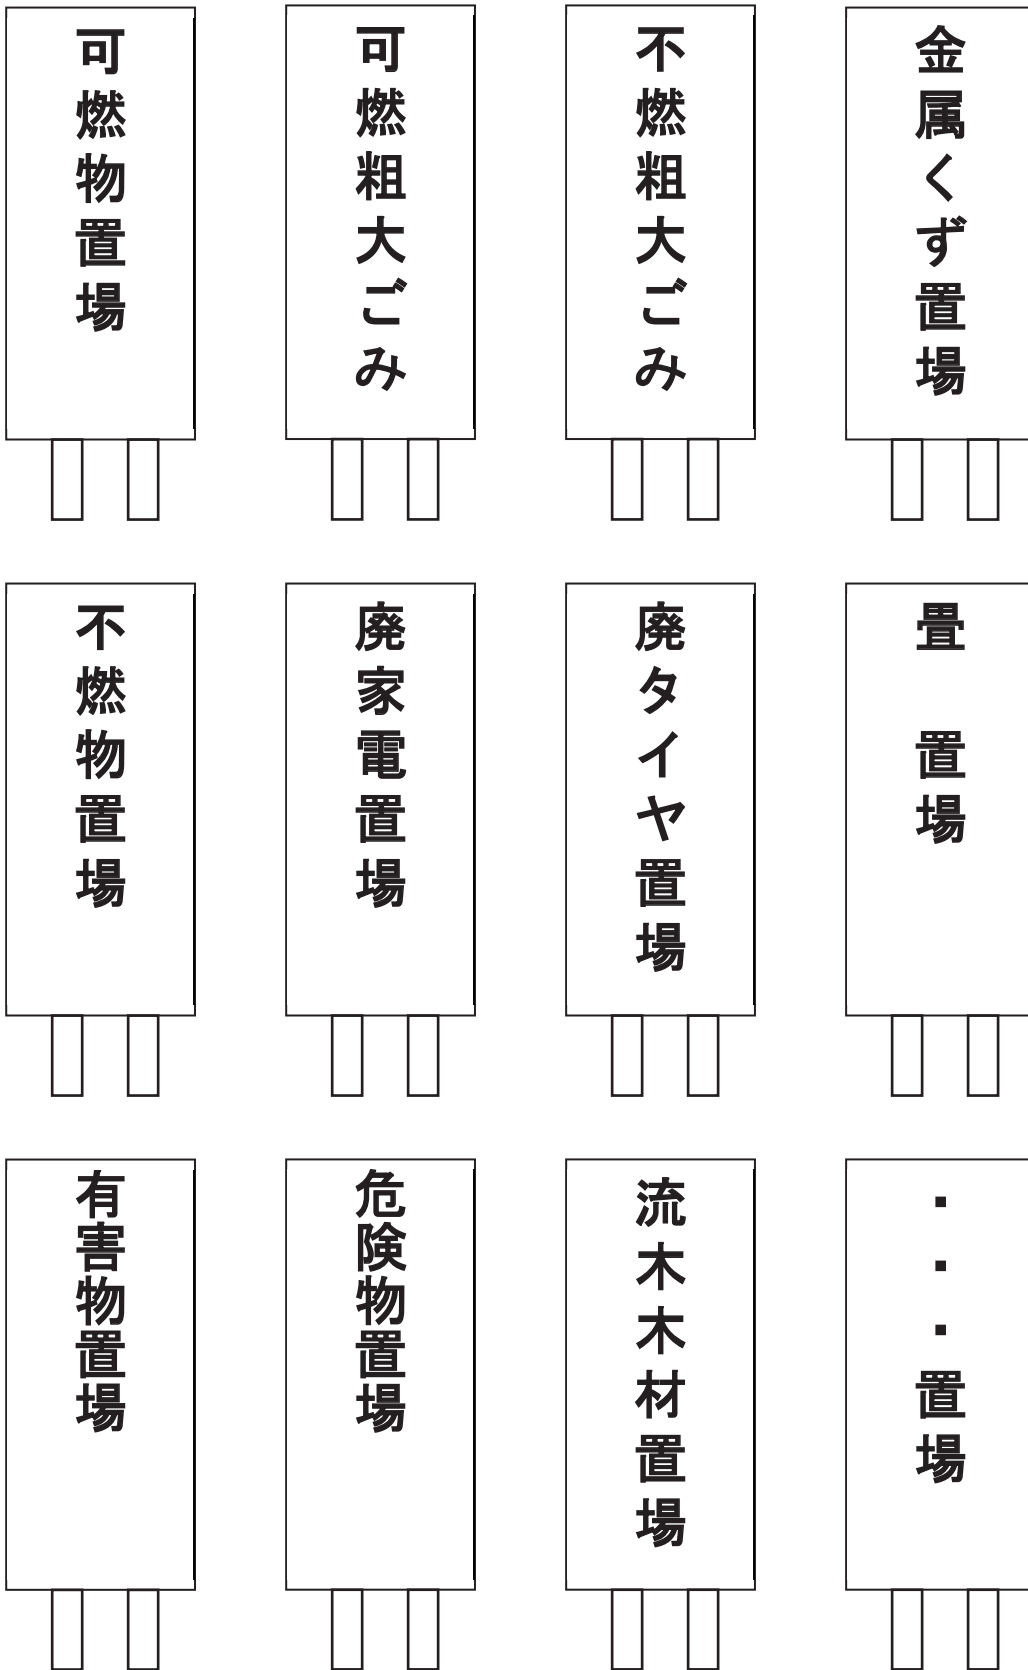 可燃物置場
可燃粗大ごみ
不燃粗大ごみ
金属くず置場
不燃物置場
廃家電置場
廃タイヤ置場
畳　置場
有害物置場
危険物置場
流木木材置場
・・・置場